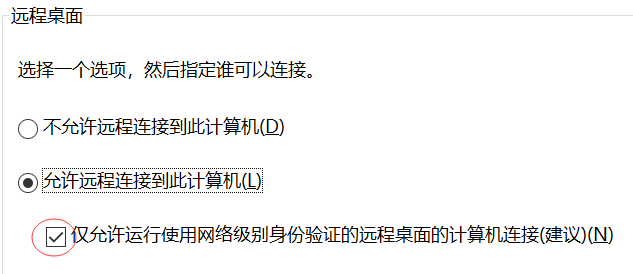 远程桌面
选择一个选项，然后指定谁可以连接。
不允许远程连接到此计算机(D)
允许远程连接到此计算机(L)
仅允许运行使用网络级别身份验证的远程桌面的计算机连接(建议)(N)